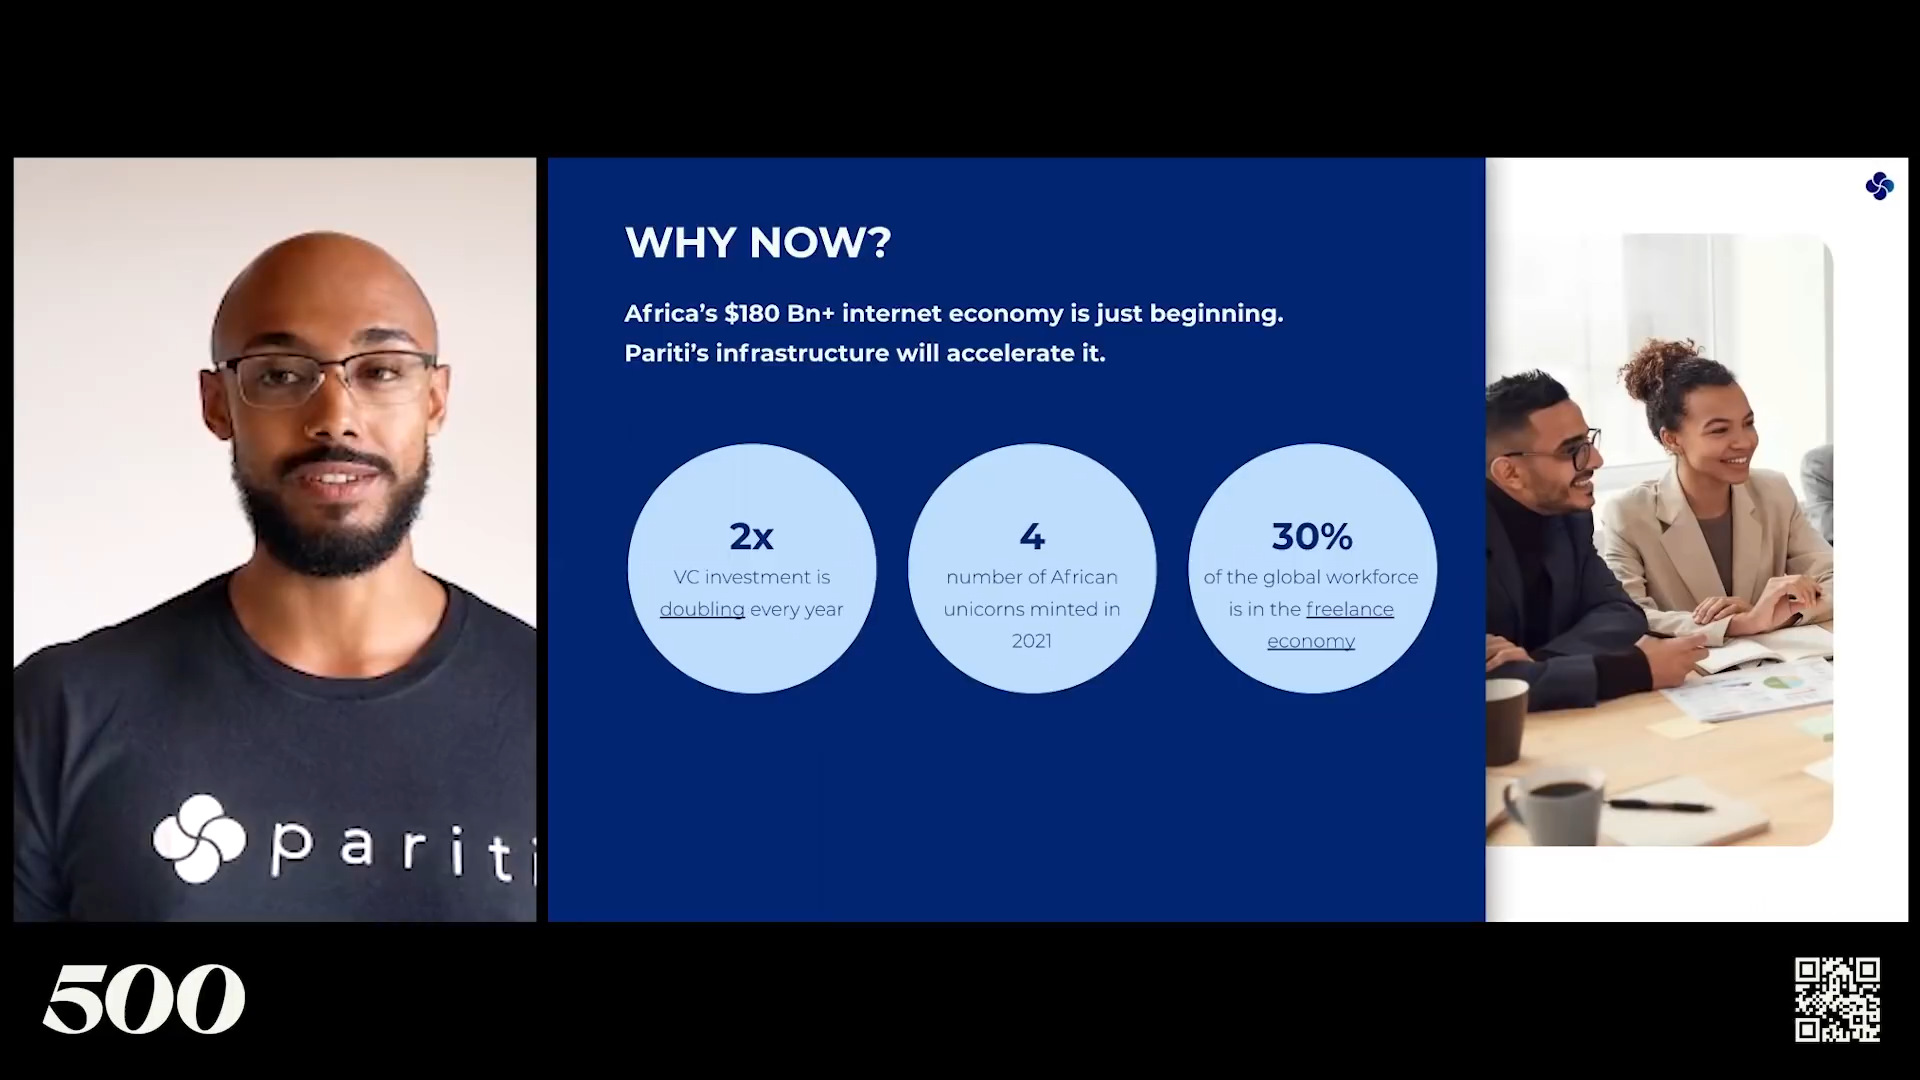 WHY NOW?
Africa's $180 Bn+ internet economy is just beginning.
Pariti's infrastructure will accelerate it.
2x
VC investment is
doubling every year
4
number of African
unicorns minted in
2021
30%
of the global workforce
is in the freelance
economy
pariti
500